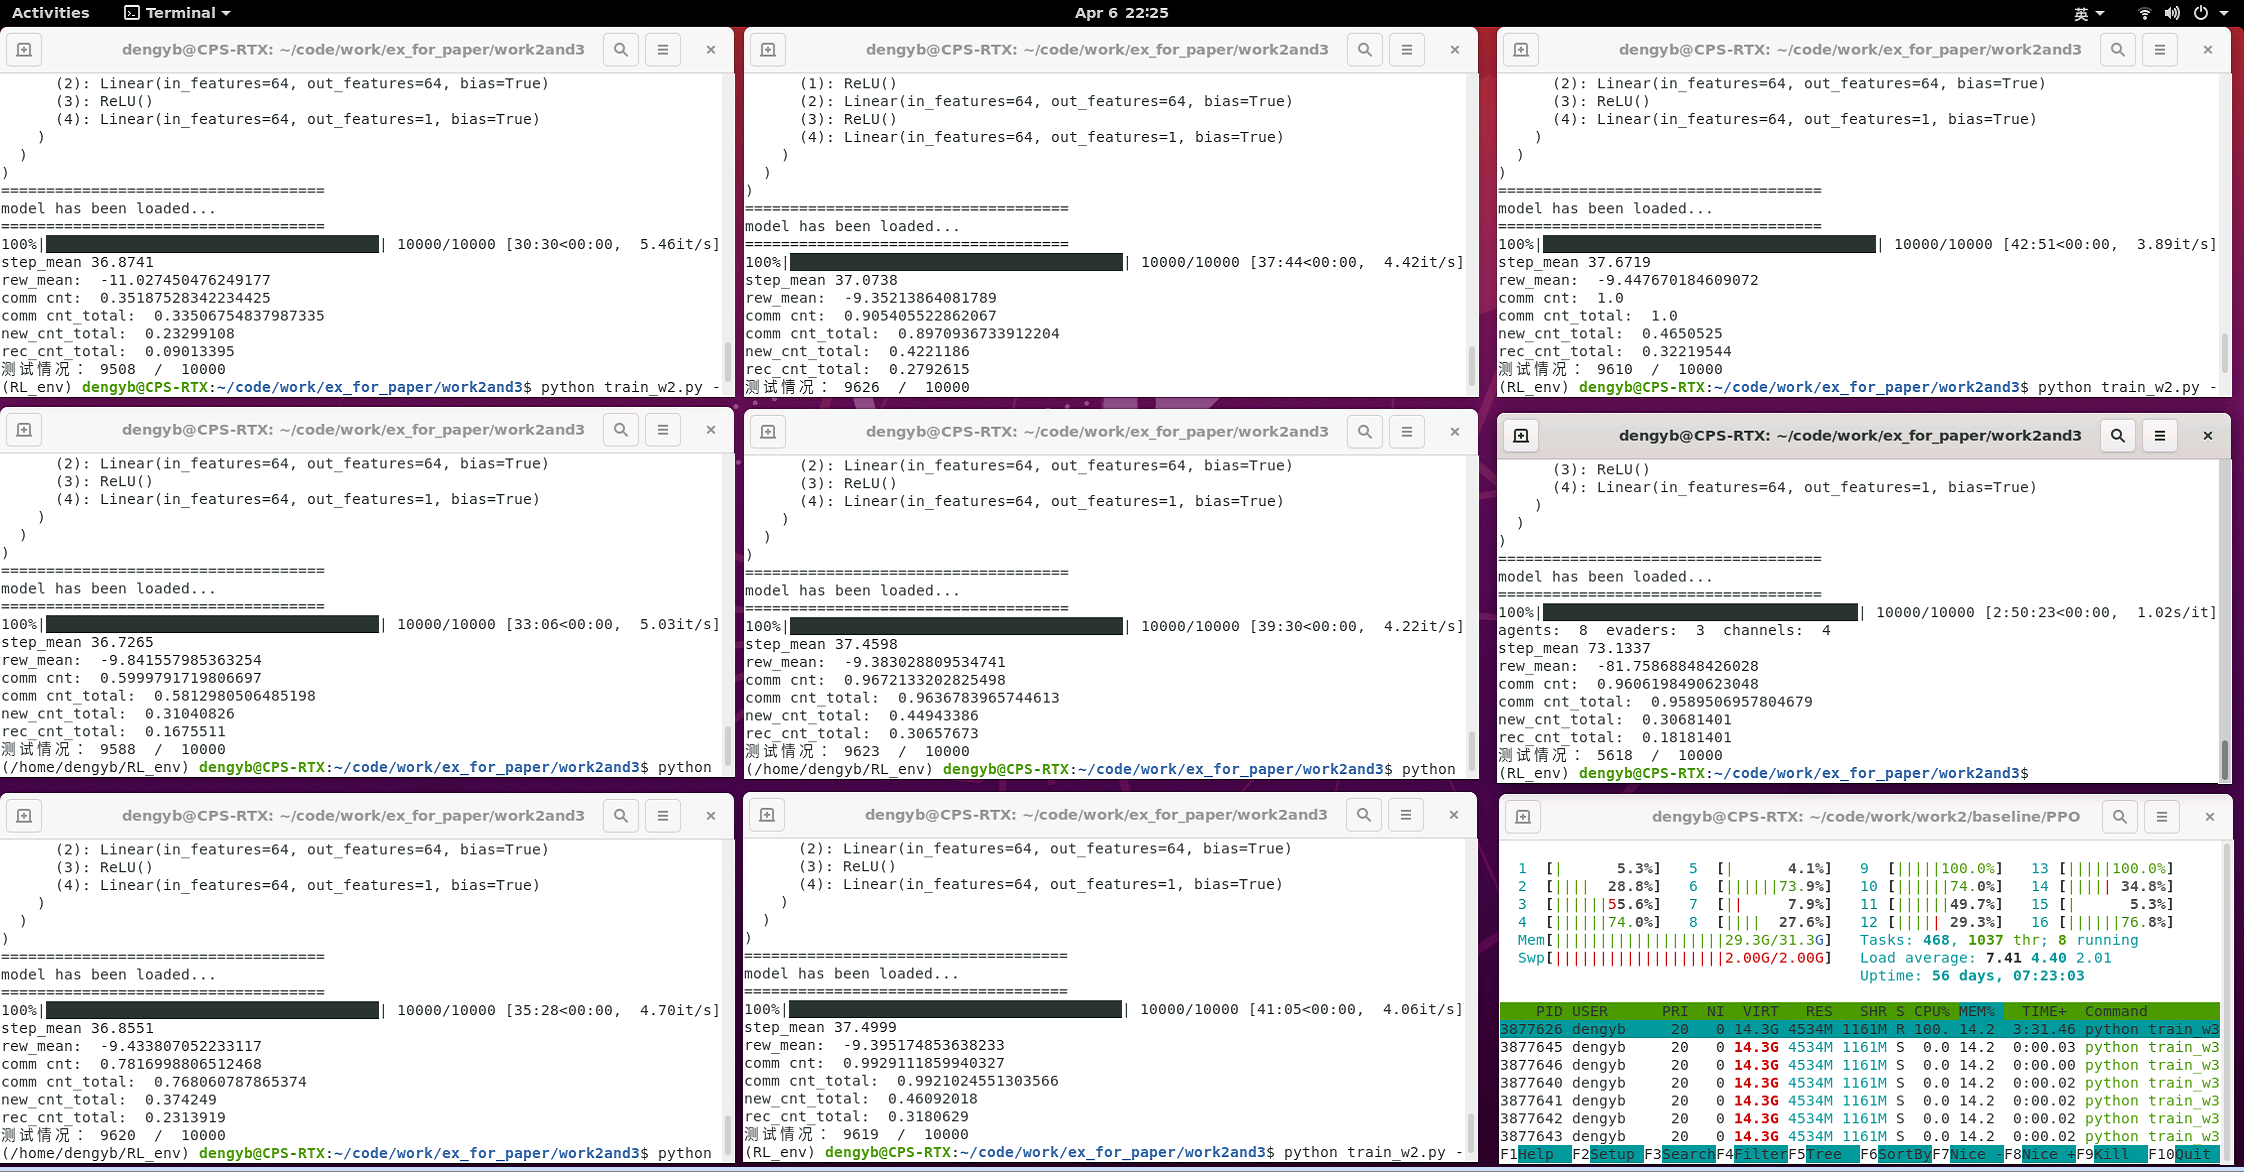 Activities Terminal Apr 6 22:25 英
dengyb@CPS-RTX: ~/code/work/ex_for_paper/work2and3
(2): Linear(in_features=64, out_features=64, bias=True)
(3): ReLU()
(4): Linear(in_features=64, out_features=1, bias=True)
)
)
)
====================================
model has been loaded...
====================================
100%| | 10000/10000 [30:30<00:00, 5.46it/s]
step_mean 36.8741
rew_mean: -11.027450476249177
comm cnt: 0.35187528342234425
comm cnt_total: 0.33506754837987335
new_cnt_total: 0.23299108
rec_cnt_total: 0.09013395
测试情况： 9508 / 10000
(RL_env) dengyb@CPS-RTX:~/code/work/ex_for_paper/work2and3$ python train_w2.py -
dengyb@CPS-RTX: ~/code/work/ex_for_paper/work2and3
(1): ReLU()
(2): Linear(in_features=64, out_features=64, bias=True)
(3): ReLU()
(4): Linear(in_features=64, out_features=1, bias=True)
)
)
)
====================================
model has been loaded...
====================================
100%| | 10000/10000 [37:44<00:00, 4.42it/s]
step_mean 37.0738
rew_mean: -9.35213864081789
comm cnt: 0.905405522862067
comm cnt_total: 0.8970936733912204
new_cnt_total: 0.4221186
rec_cnt_total: 0.2792615
测试情况： 9626 / 10000
dengyb@CPS-RTX: ~/code/work/ex_for_paper/work2and3
(2): Linear(in_features=64, out_features=64, bias=True)
(3): ReLU()
(4): Linear(in_features=64, out_features=1, bias=True)
)
)
)
====================================
model has been loaded...
====================================
100%| | 10000/10000 [42:51<00:00, 3.89it/s]
step_mean 37.6719
rew_mean: -9.447670184609072
comm cnt: 1.0
comm cnt_total: 1.0
new_cnt_total: 0.4650525
rec_cnt_total: 0.32219544
测试情况： 9610 / 10000
(RL_env) dengyb@CPS-RTX:~/code/work/ex_for_paper/work2and3$ python train_w2.py -
dengyb@CPS-RTX: ~/code/work/ex_for_paper/work2and3
(2): Linear(in_features=64, out_features=64, bias=True)
(3): ReLU()
(4): Linear(in_features=64, out_features=1, bias=True)
)
)
)
====================================
model has been loaded...
====================================
100%| | 10000/10000 [33:06<00:00, 5.03it/s]
step_mean 36.7265
rew_mean: -9.841557985363254
comm cnt: 0.5999791719806697
comm cnt_total: 0.5812980506485198
new_cnt_total: 0.31040826
rec_cnt_total: 0.1675511
测试情况： 9588 / 10000
(/home/dengyb/RL_env) dengyb@CPS-RTX:~/code/work/ex_for_paper/work2and3$ python
dengyb@CPS-RTX: ~/code/work/ex_for_paper/work2and3
(2): Linear(in_features=64, out_features=64, bias=True)
(3): ReLU()
(4): Linear(in_features=64, out_features=1, bias=True)
)
)
)
====================================
model has been loaded...
====================================
100%| | 10000/10000 [39:30<00:00, 4.22it/s]
step_mean 37.4598
rew_mean: -9.383028809534741
comm cnt: 0.9672133202825498
comm cnt_total: 0.9636783965744613
new_cnt_total: 0.44943386
rec_cnt_total: 0.30657673
测试情况： 9623 / 10000
(/home/dengyb/RL_env) dengyb@CPS-RTX:~/code/work/ex_for_paper/work2and3$ python
dengyb@CPS-RTX: ~/code/work/ex_for_paper/work2and3
(3): ReLU()
(4): Linear(in_features=64, out_features=1, bias=True)
)
)
)
====================================
model has been loaded...
====================================
100%| | 10000/10000 [2:50:23<00:00, 1.02s/it]
agents: 8 evaders: 3 channels: 4
step_mean 73.1337
rew_mean: -81.75868848426028
comm cnt: 0.9606198490623048
comm cnt_total: 0.9589506957804679
new_cnt_total: 0.30681401
rec_cnt_total: 0.18181401
测试情况： 5618 / 10000
(RL_env) dengyb@CPS-RTX:~/code/work/ex_for_paper/work2and3$
dengyb@CPS-RTX: ~/code/work/ex_for_paper/work2and3
(2): Linear(in_features=64, out_features=64, bias=True)
(3): ReLU()
(4): Linear(in_features=64, out_features=1, bias=True)
)
)
)
====================================
model has been loaded...
====================================
100%| | 10000/10000 [35:28<00:00, 4.70it/s]
step_mean 36.8551
rew_mean: -9.433807052233117
comm cnt: 0.7816998806512468
comm cnt_total: 0.768060787865374
new_cnt_total: 0.374249
rec_cnt_total: 0.2313919
测试情况： 9620 / 10000
(/home/dengyb/RL_env) dengyb@CPS-RTX:~/code/work/ex_for_paper/work2and3$ python
dengyb@CPS-RTX: ~/code/work/ex_for_paper/work2and3
(2): Linear(in_features=64, out_features=64, bias=True)
(3): ReLU()
(4): Linear(in_features=64, out_features=1, bias=True)
)
)
)
====================================
model has been loaded...
====================================
100%| | 10000/10000 [41:05<00:00, 4.06it/s]
step_mean 37.4999
rew_mean: -9.395174853638233
comm cnt: 0.9929111859940327
comm cnt_total: 0.9921024551303566
new_cnt_total: 0.46092018
rec_cnt_total: 0.3180629
测试情况： 9619 / 10000
(RL_env) dengyb@CPS-RTX:~/code/work/ex_for_paper/work2and3$ python train_w2.py -
dengyb@CPS-RTX: ~/code/work/work2/baseline/PPO
1 [| 5.3%] 5 [| 4.1%] 9 [|||||100.0%] 13 [|||||100.0%]
2 [|||| 28.8%] 6 [||||||73.9%] 10 [||||||74.0%] 14 [||||| 34.8%]
3 [||||||55.6%] 7 [|| 7.9%] 11 [||||||49.7%] 15 [| 5.3%]
4 [||||||74.0%] 8 [|||| 27.6%] 12 [||||| 29.3%] 16 [||||||76.8%]
Mem[|||||||||||||||||||29.3G/31.3G] Tasks: 468, 1037 thr; 8 running
Swp[|||||||||||||||||||2.00G/2.00G] Load average: 7.41 4.40 2.01
Uptime: 56 days, 07:23:03
PID USER PRI NI VIRT RES SHR S CPU% MEM% TIME+ Command
3877626 dengyb 20 0 14.3G 4534M 1161M R 100. 14.2 3:31.46 python train_w3
3877645 dengyb 20 0 14.3G 4534M 1161M S 0.0 14.2 0:00.03 python train_w3
3877646 dengyb 20 0 14.3G 4534M 1161M S 0.0 14.2 0:00.00 python train_w3
3877640 dengyb 20 0 14.3G 4534M 1161M S 0.0 14.2 0:00.02 python train_w3
3877641 dengyb 20 0 14.3G 4534M 1161M S 0.0 14.2 0:00.02 python train_w3
3877642 dengyb 20 0 14.3G 4534M 1161M S 0.0 14.2 0:00.02 python train_w3
3877643 dengyb 20 0 14.3G 4534M 1161M S 0.0 14.2 0:00.02 python train_w3
F1Help F2Setup F3SearchF4FilterF5Tree F6SortByF7Nice -F8Nice +F9Kill F10Quit